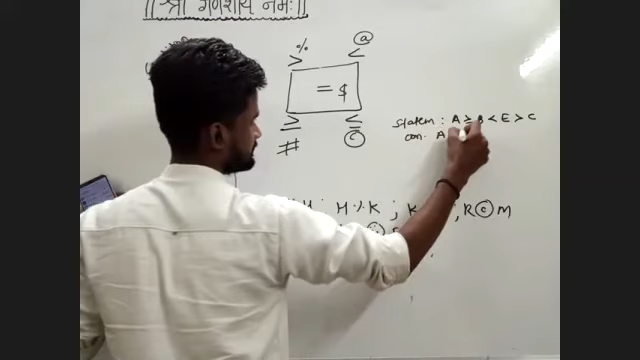 || श्री गणेशाय नमः ||
% @
> <
= $
≥ ≤
# ©
Statem : A ≥ B < E > C
con. A
H % K ; K , R © M